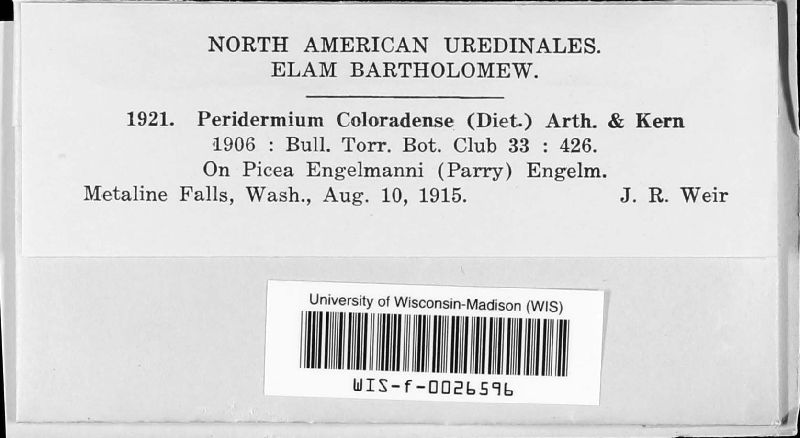 NORTH AMERICAN UREDINALES.
ELAM BARTHOLOMEW.
1921. Peridermium Coloradense (Diet.) Arth. & Kern
1906 : Bull. Torr. Bot. Club 33 : 426.
On Picea Engelmanni (Parry) Engelm.
Metaline Falls, Wash., Aug. 10, 1915. J. R. Weir
University of Wisconsin-Madison (WIS)
WIS-f-0026596